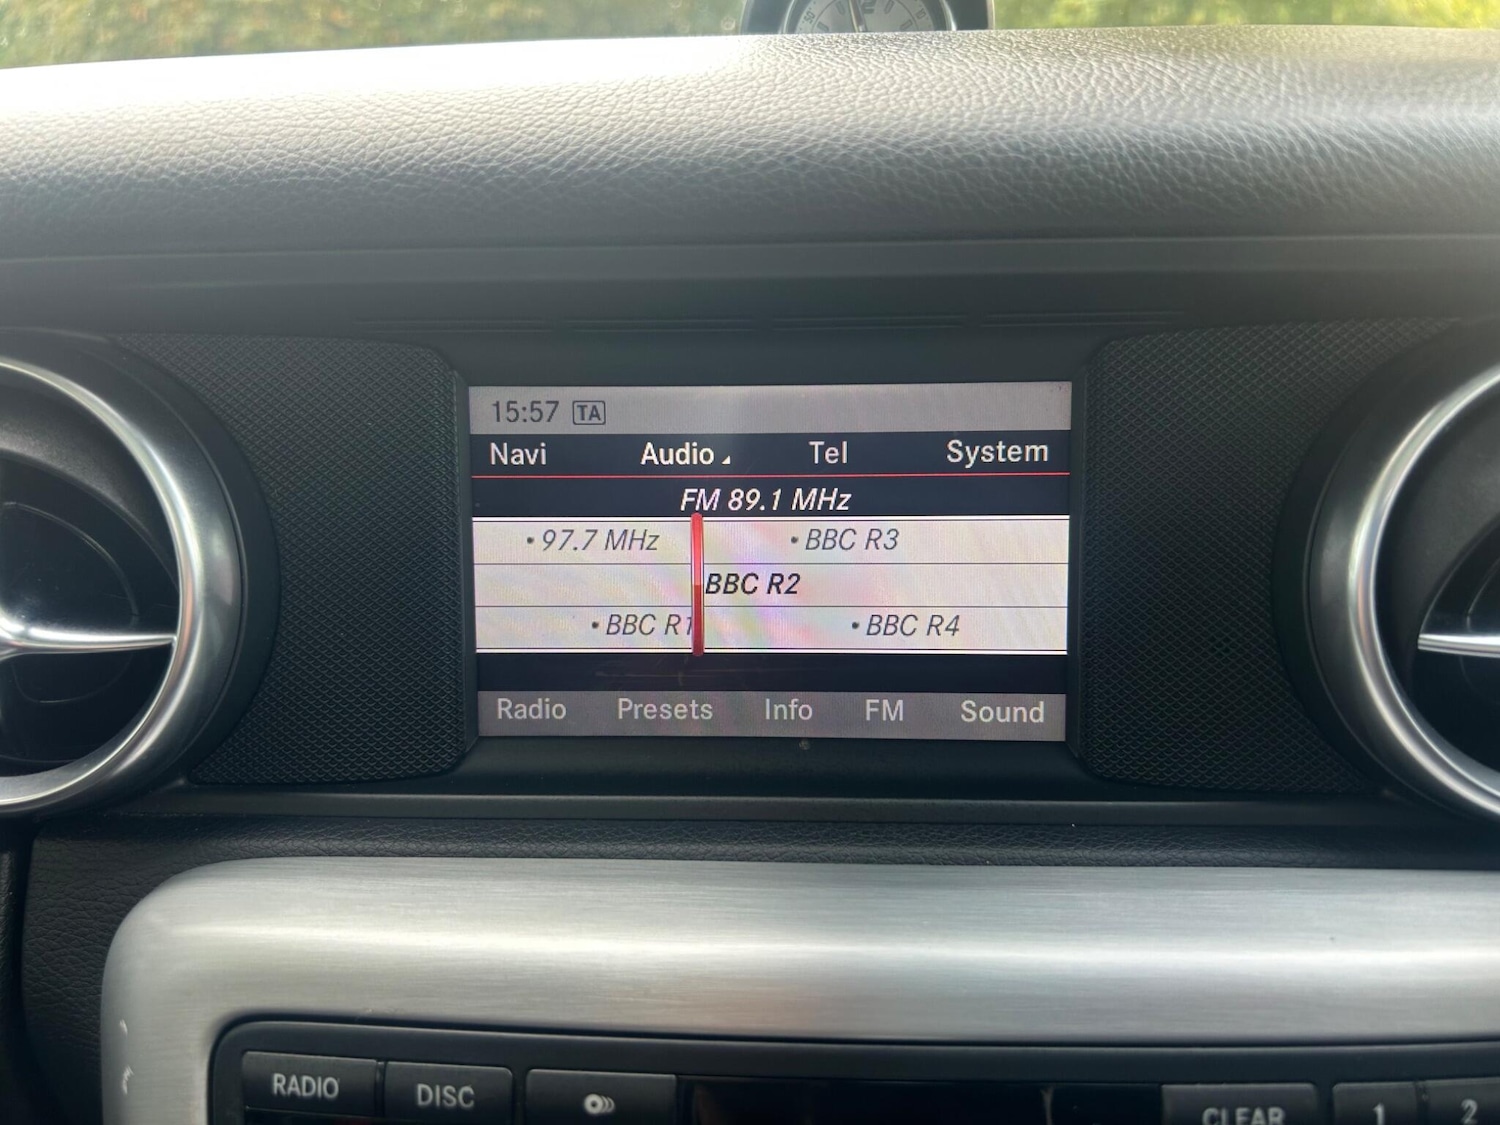 15:57 TA
Navi Audio Tel System
FM 89.1 MHz
• 97.7 MHz • BBC R3
BBC R2
• BBC R1 • BBC R4
Radio Presets Info FM Sound
RADIO DISC CLEAR 1 2